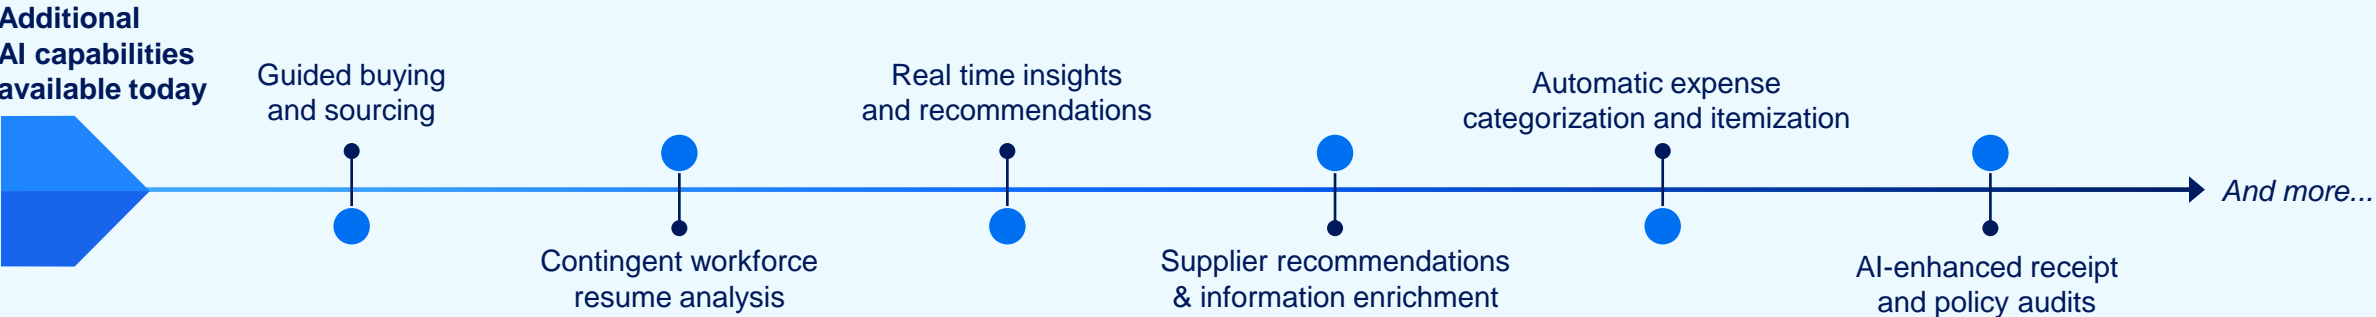 Additional
AI capabilities
available today
Guided buying
and sourcing
Contingent workforce
resume analysis
Real time insights
and recommendations
Supplier recommendations
& information enrichment
Automatic expense
categorization and itemization
AI-enhanced receipt
and policy audits
And more...